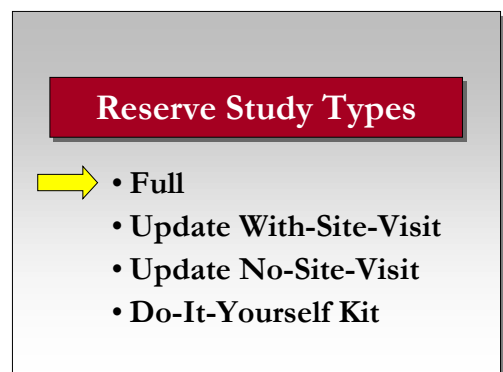 Reserve Study Types
• Full
• Update With-Site-Visit
• Update No-Site-Visit
• Do-It-Yourself Kit